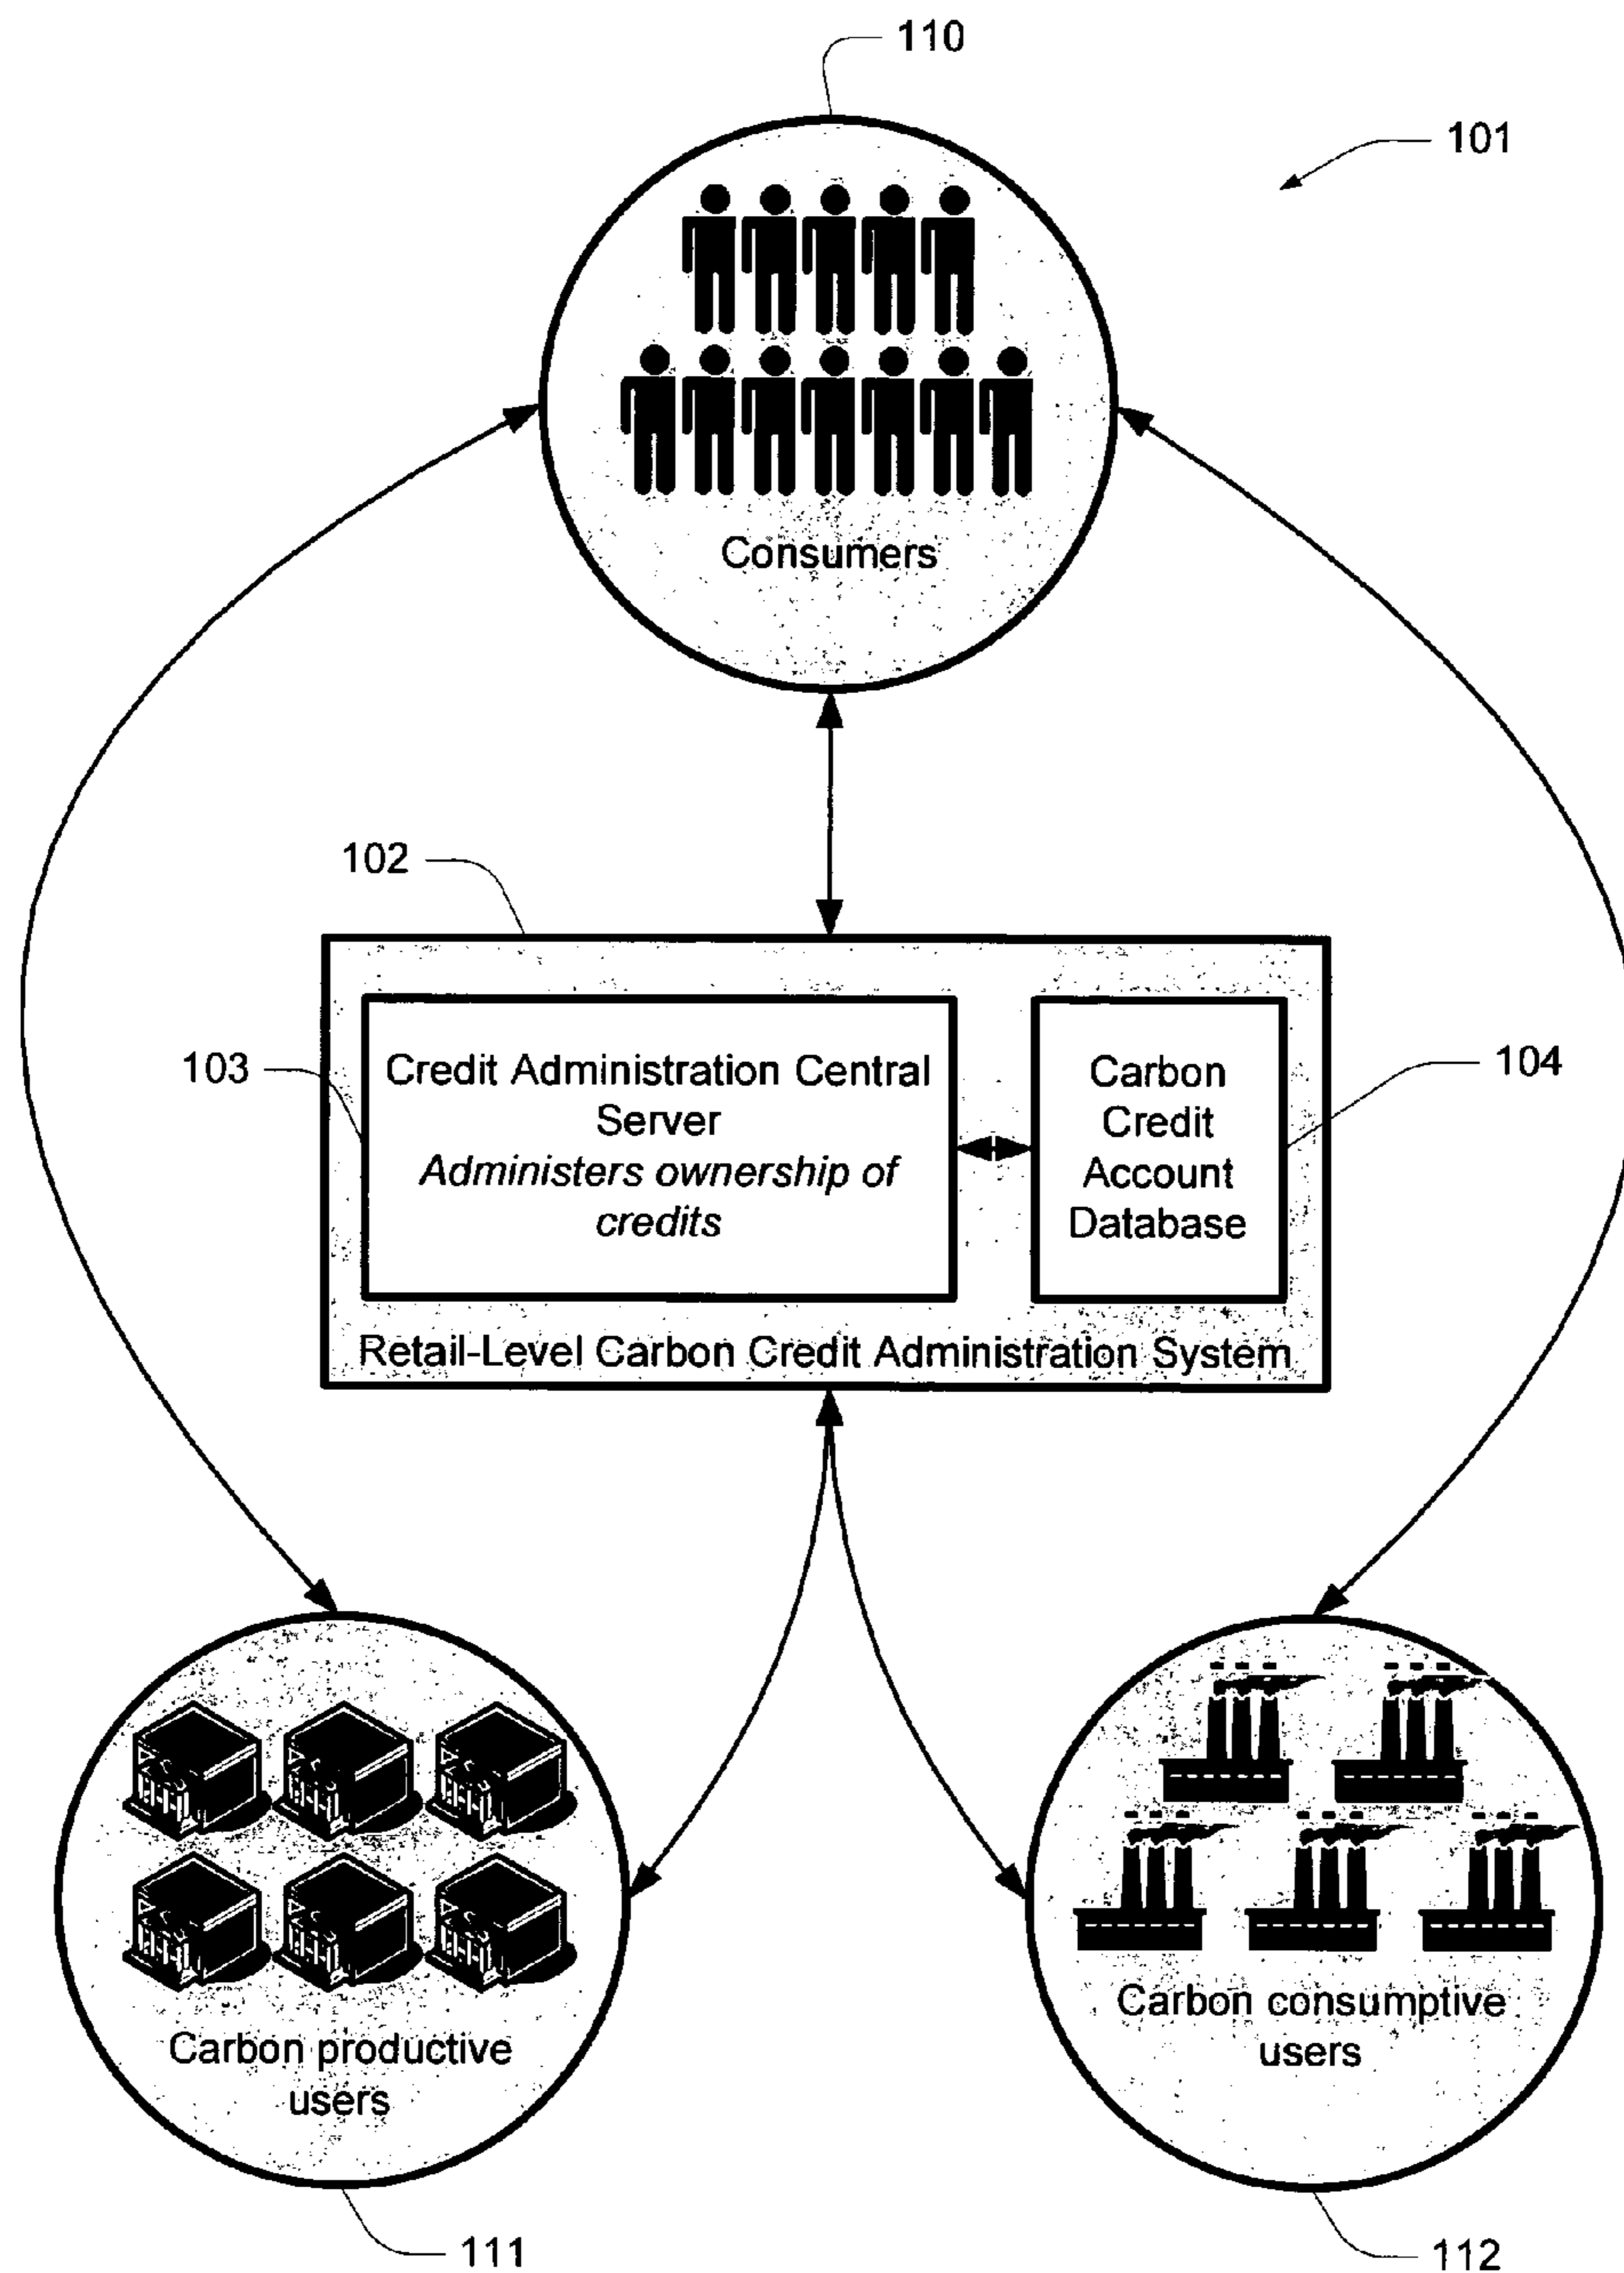 110
101
Consumers
102
103
Credit Administration Central
Server
Administers ownership of
credits
Carbon
Credit
Account
Database
104
Retail-Level Carbon Credit Administration System
Carbon productive
users
Carbon consumptive
users
111
112